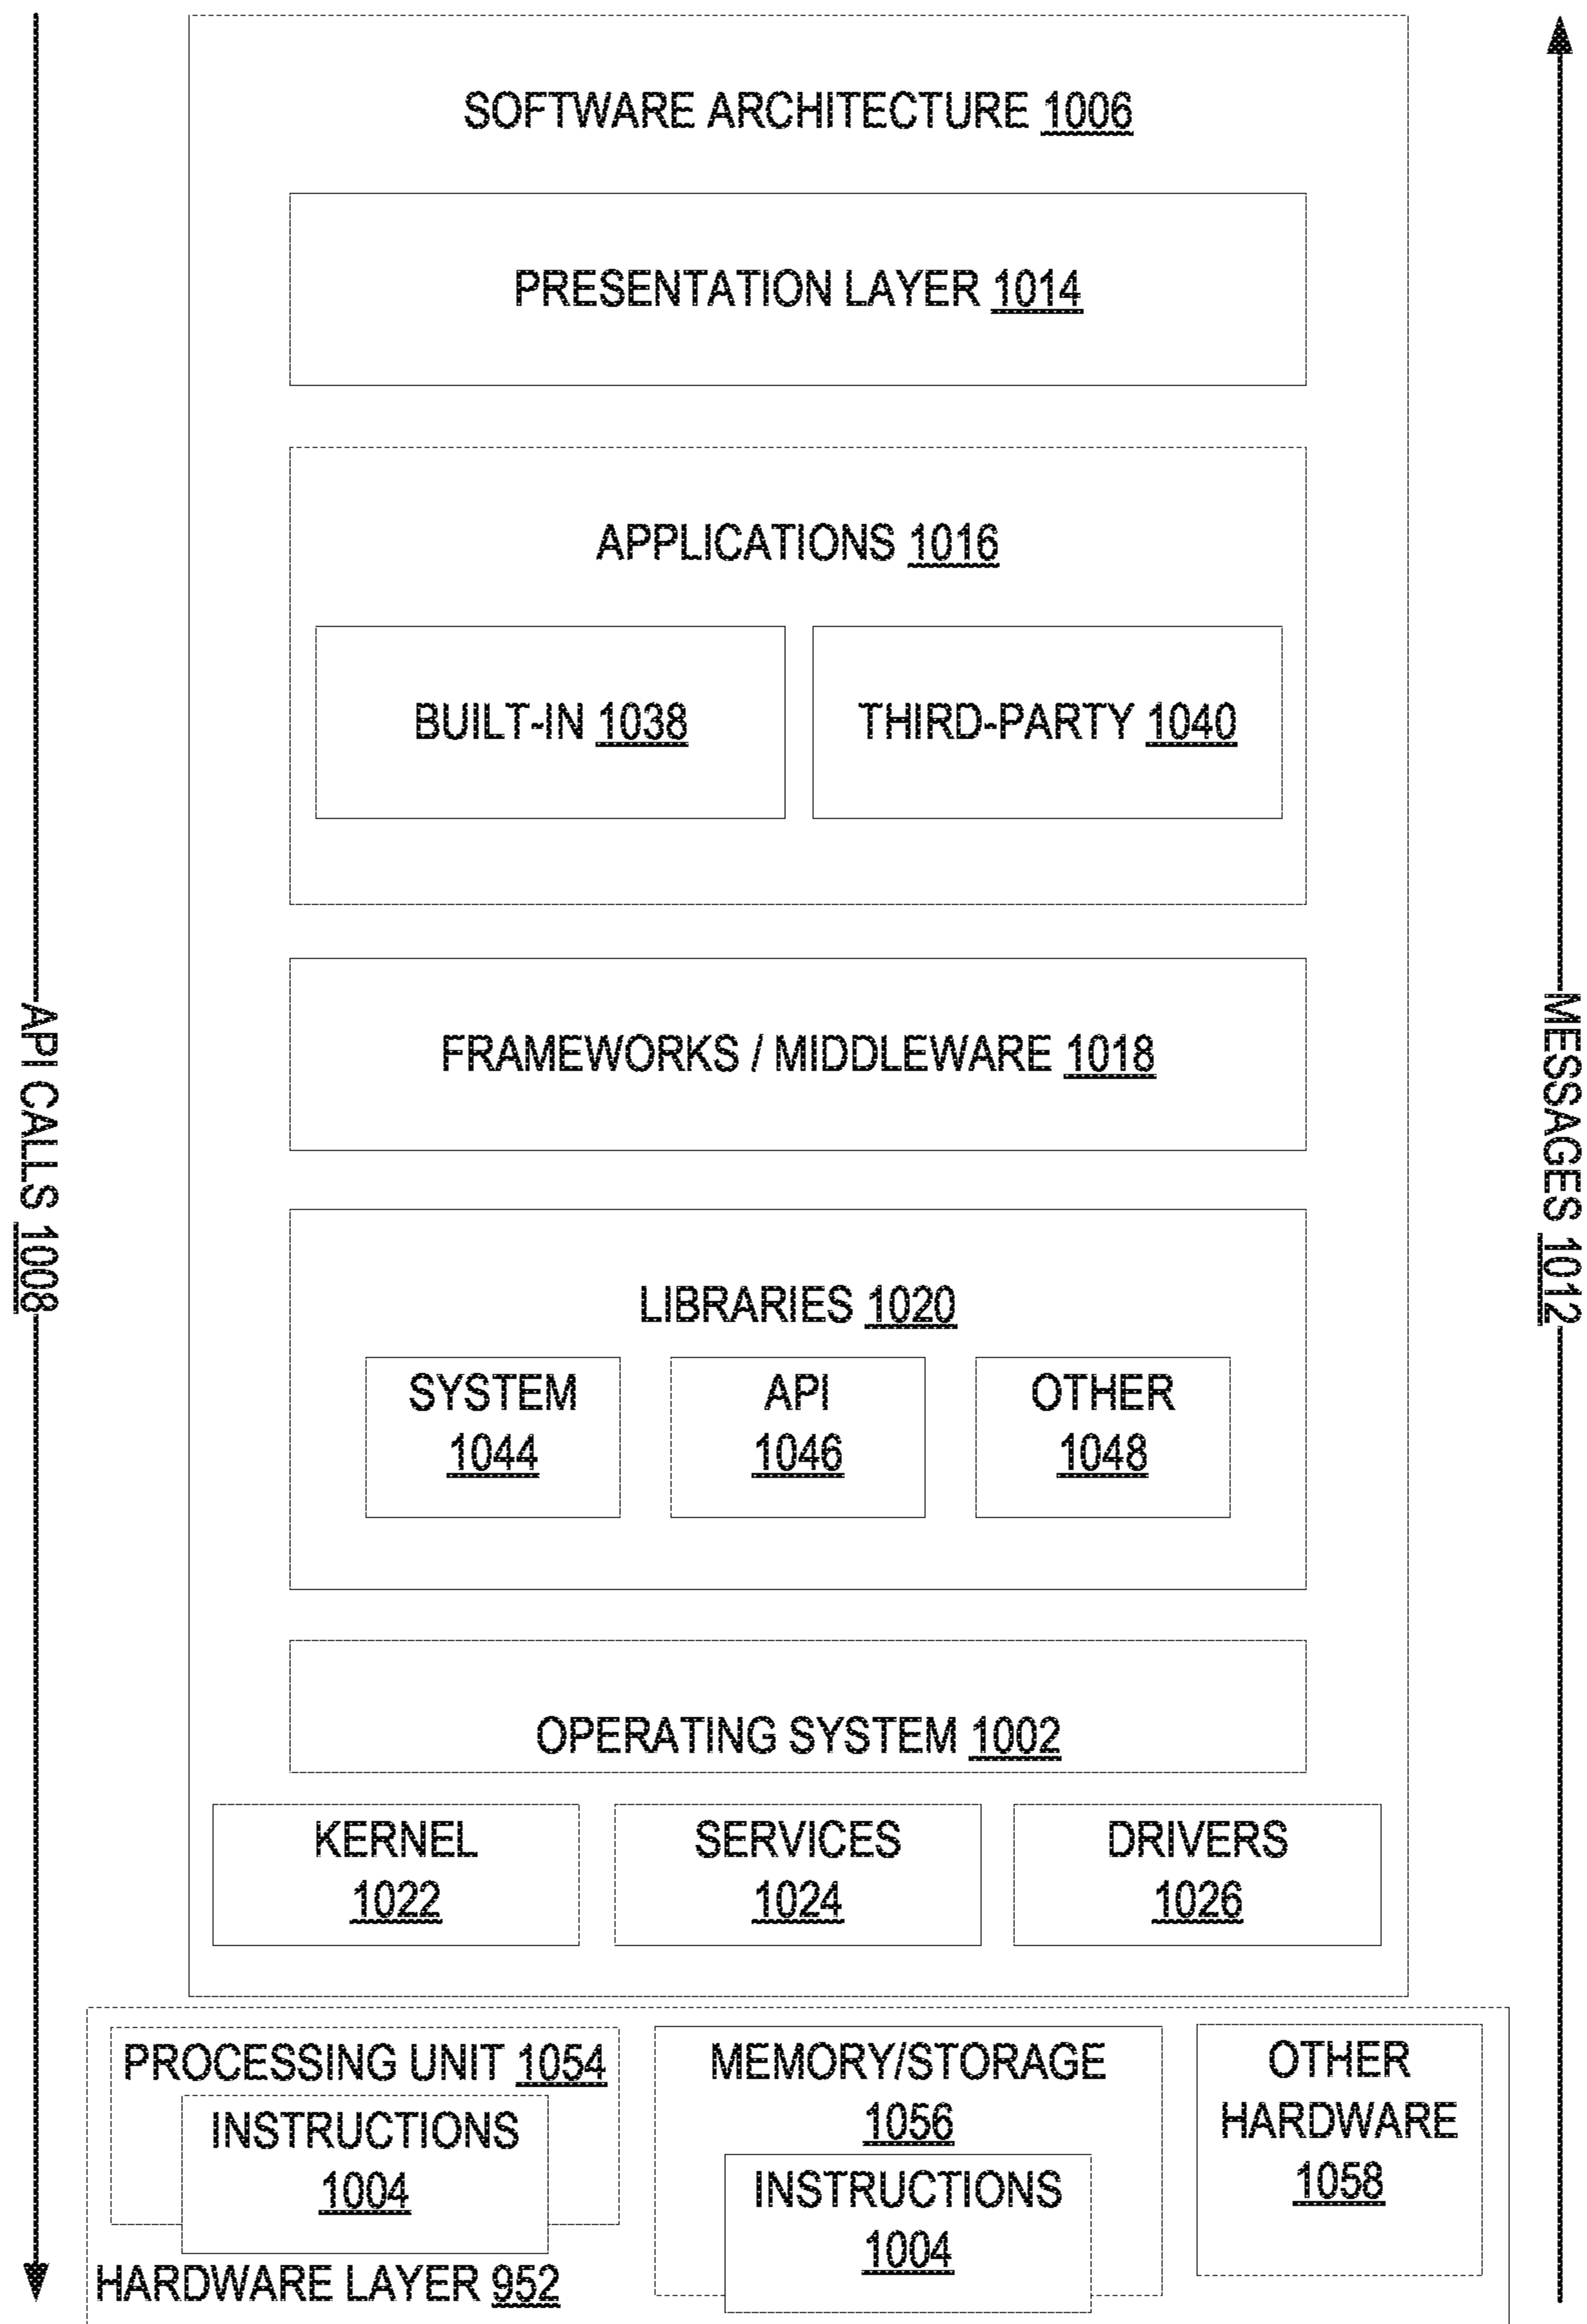 SOFTWARE ARCHITECTURE 1006
PRESENTATION LAYER 1014
APPLICATIONS 1016
BUILT-IN 1038
THIRD-PARTY 1040
FRAMEWORKS / MIDDLEWARE 1018
API CALLS 1008
MESSAGES 1012
LIBRARIES 1020
SYSTEM
1044
API
1046
OTHER
1048
OPERATING SYSTEM 1002
KERNEL
1022
SERVICES
1024
DRIVERS
1026
PROCESSING UNIT 1054
INSTRUCTIONS
1004
MEMORY/STORAGE
1056
INSTRUCTIONS
1004
OTHER
HARDWARE
1058
HARDWARE LAYER 952